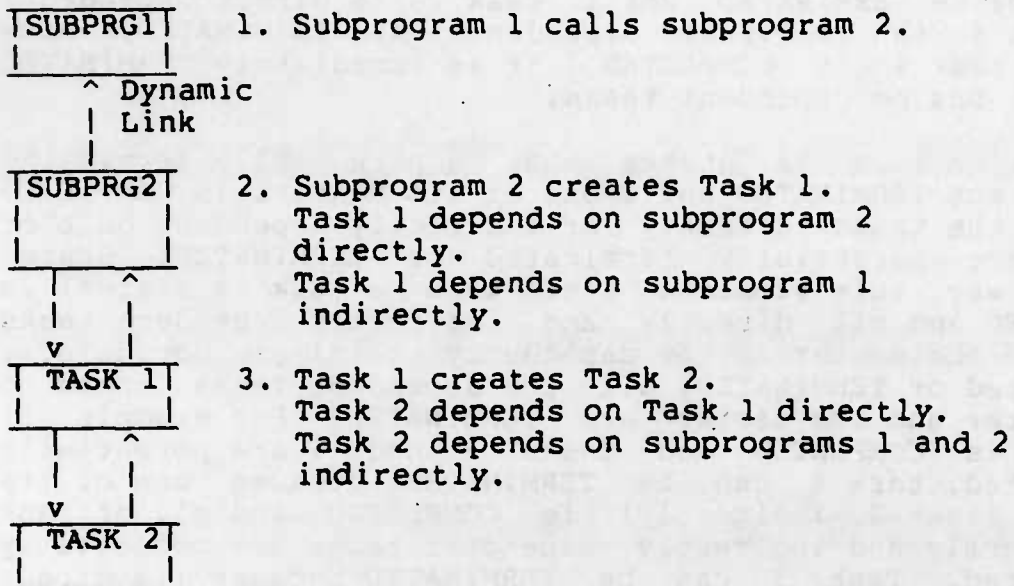 SUBPRG1 1. Subprogram 1 calls subprogram 2.
^ Dynamic
| Link
|
SUBPRG2 2. Subprogram 2 creates Task 1.
Task 1 depends on subprogram 2
directly.
Task 1 depends on subprogram 1
indirectly.
v
TASK 1 3. Task 1 creates Task 2.
Task 2 depends on Task 1 directly.
Task 2 depends on subprograms 1 and 2
indirectly.
v
TASK 2